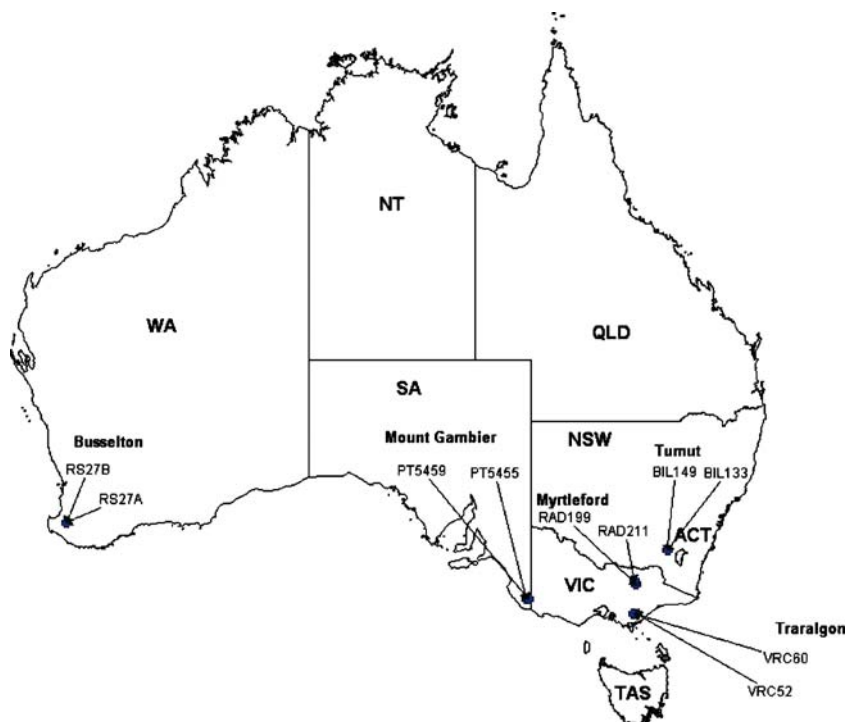 NT
WA
QLD
SA
Busselton
RS27B
RS27A
Mount Gambier
PT5459
PT5455
NSW
Tumut
BIL149
BIL133
Myrtleford
RAD199
RAD211
ACT
VIC
Traralgon
VRC60
VRC52
TAS